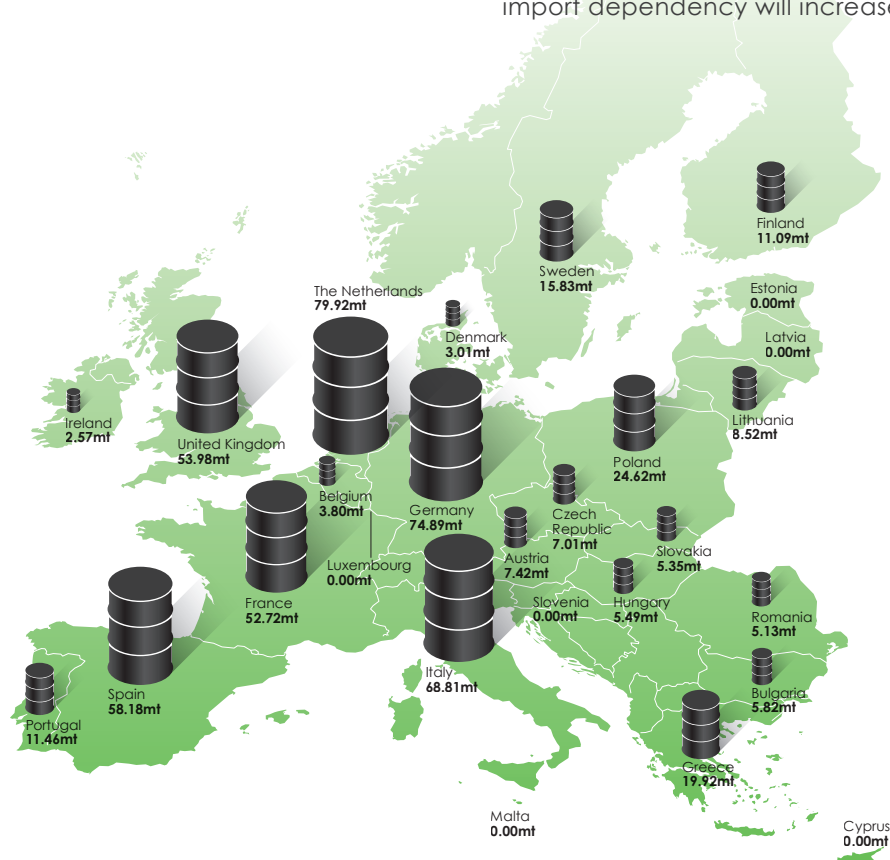 import dependency will increase
Finland
11.09mt
Sweden
15.83mt
Estonia
0.00mt
The Netherlands
79.92mt
Denmark
3.01mt
Latvia
0.00mt
Ireland
2.57mt
United Kingdom
53.98mt
Lithuania
8.52mt
Poland
24.62mt
Belgium
3.80mt
Germany
74.89mt
Czech
Republic
7.01mt
Luxembourg
0.00mt
Austria
7.42mt
Slovakia
5.35mt
France
52.72mt
Slovenia
0.00mt
Hungary
5.49mt
Romania
5.13mt
Italy
68.81mt
Spain
58.18mt
Portugal
11.46mt
Bulgaria
5.82mt
Greece
19.92mt
Malta
0.00mt
Cyprus
0.00mt